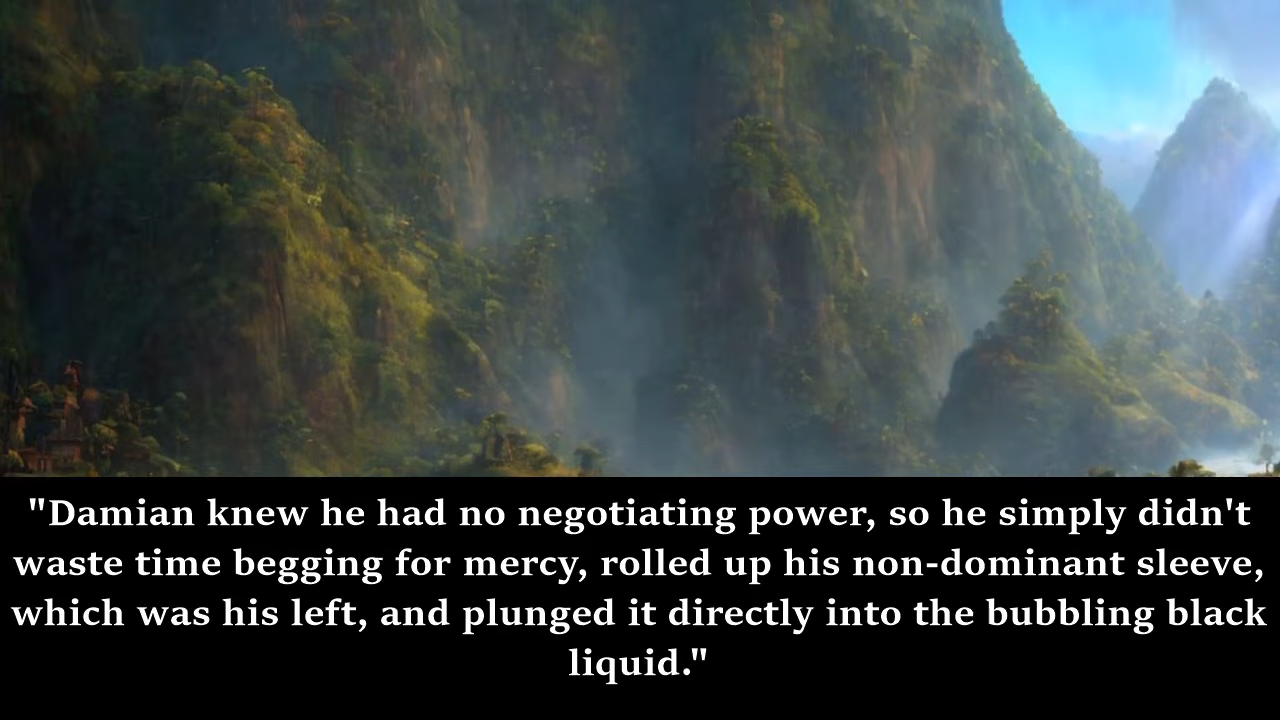 "Damian knew he had no negotiating power, so he simply didn't
waste time begging for mercy, rolled up his non-dominant sleeve,
which was his left, and plunged it directly into the bubbling black
liquid."